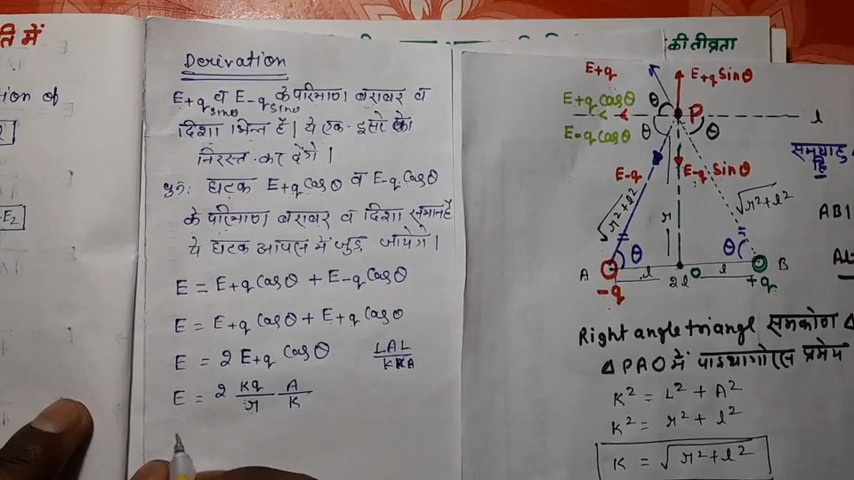 ति में
की तीव्रता
tion of
-E2
Derivation
E+q sinθ व E-q sinθ के परिमाण बराबर व
दिशा भिन्न हैं। ये एक इसरे को
निरस्त कर देंगे।
घटक E+q cosθ व E-q cosθ
के परिमाण बराबर व दिशा समान हैं
ये घटक आपस में जुड़ जायेंगे।
E = E+q cosθ + E-q cosθ
E = E+q cosθ + E+q cosθ
E = 2 E+q cosθ
LAL
KKA
E = 2 Kq/r A/K
E+q
E+q sinθ
E+q cosθ
E-q cosθ
θ
P
l
θ
θ
E-q
E-q sinθ
√r²+l²
r
√r²+l²
θ
θ
A
l
O
l
B
-q
2l
+q
AB
Right angle triangle समकोण Δ
ΔPAO में पाइथागोरस प्रमेय
K² = L² + A²
K² = r² + l²
K = √r²+l²